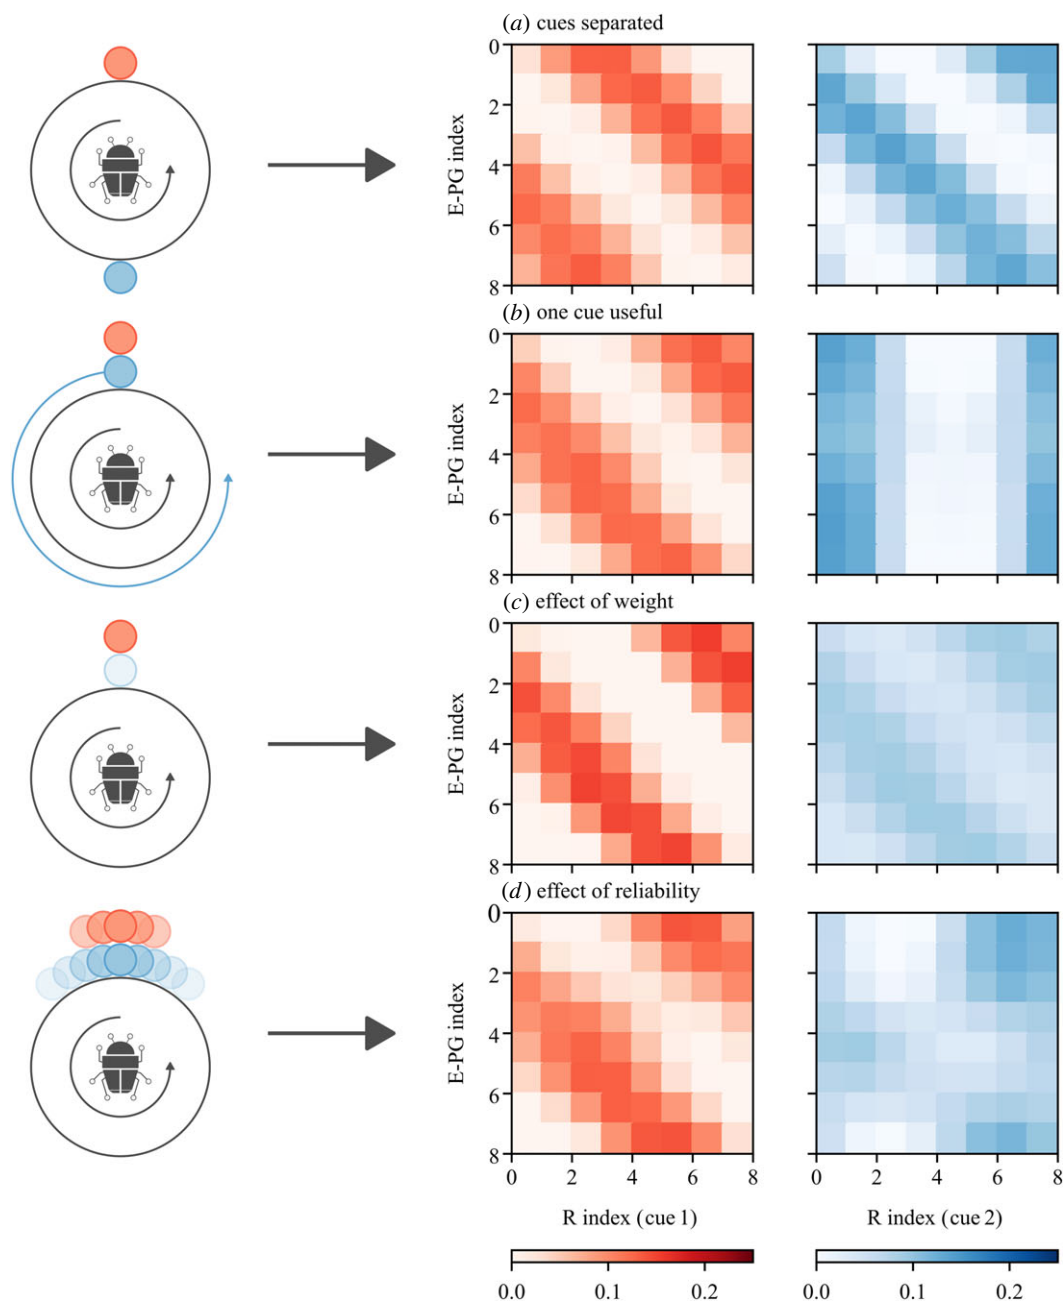 (a) cues separated
0
2
4
6
8
E-PG index
(b) one cue useful
0
2
4
6
8
E-PG index
(c) effect of weight
0
2
4
6
8
E-PG index
(d) effect of reliability
0
2
4
6
8
E-PG index
0 2 4 6 8
0 2 4 6 8
R index (cue 1)
R index (cue 2)
0.0 0.1 0.2
0.0 0.1 0.2